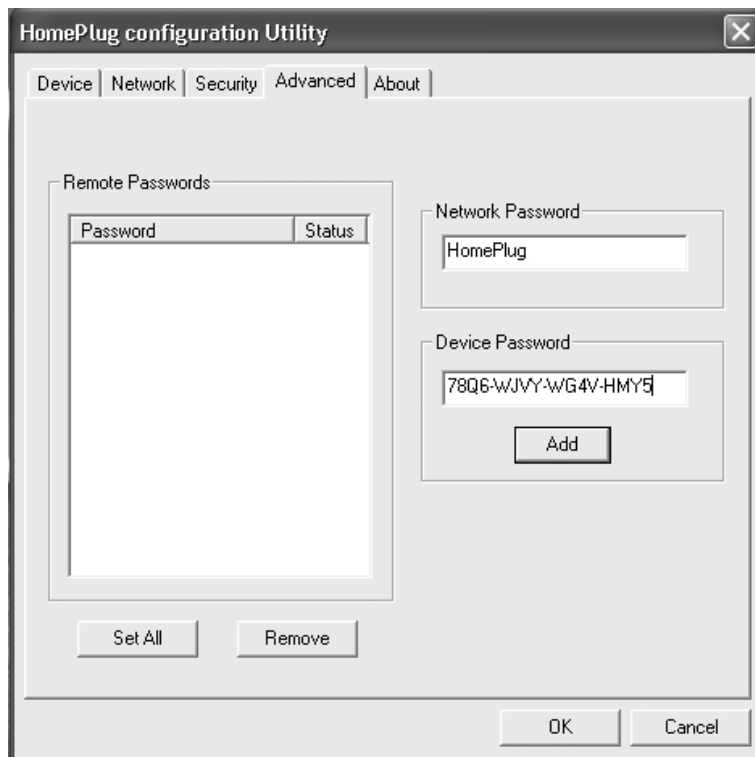 HomePlug configuration Utility
Device Network Security Advanced About
Remote Passwords
Password Status
Network Password
HomePlug
Device Password
78Q6-WJVY-WG4V-HMY5
Add
Set All Remove
OK Cancel